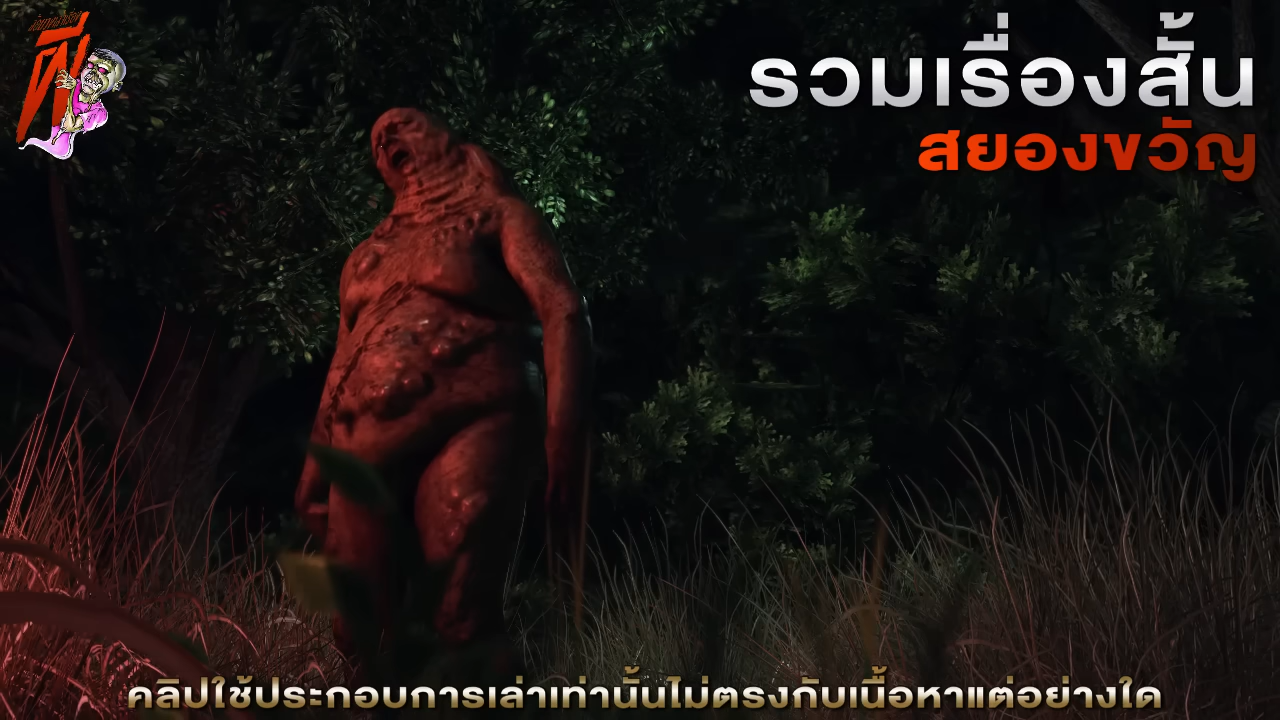 ผี
รวมเรื่องสั้น
สยองขวัญ
คลิปใช้ประกอบการเล่าเท่านั้นไม่ตรงกับเนื้อหาแต่อย่างใด